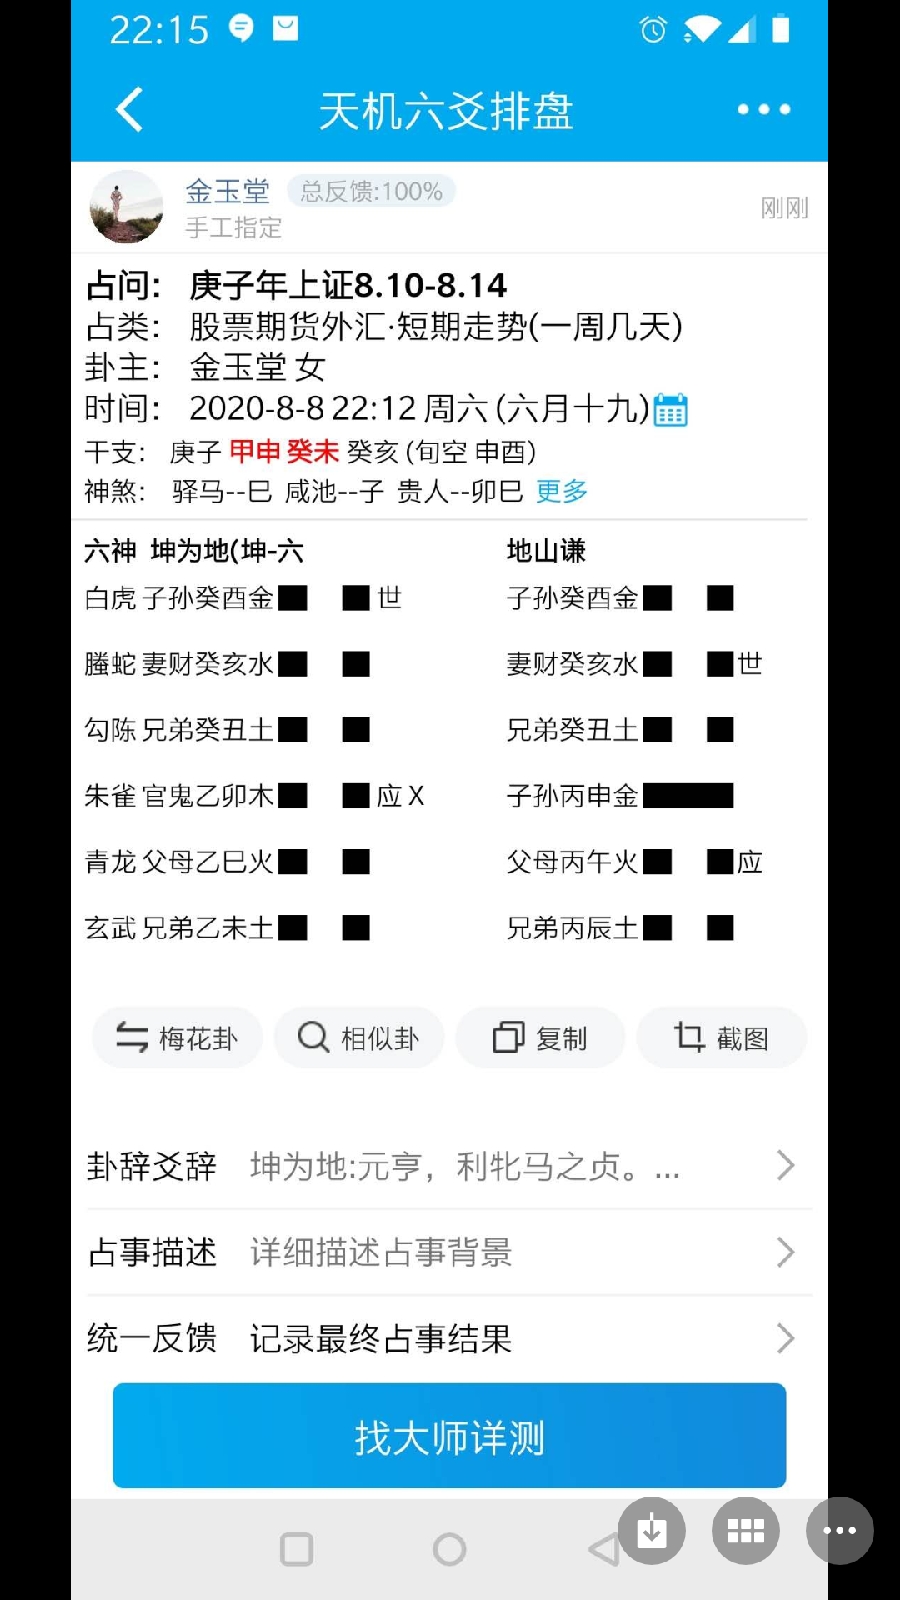 22:15
天机六爻排盘
金玉堂 总反馈:100%
手工指定
刚刚
占问: 庚子年上证8.10-8.14
占类: 股票期货外汇·短期走势(一周几天)
卦主: 金玉堂 女
时间: 2020-8-8 22:12 周六 (六月十九)
干支: 庚子 甲申 癸未 癸亥 (旬空 申酉)
神煞: 驿马--巳 咸池--子 贵人--卯巳 更多
六神 坤为地(坤-六 地山谦
白虎 子孙癸酉金 世 子孙癸酉金
螣蛇 妻财癸亥水 妻财癸亥水 世
勾陈 兄弟癸丑土 兄弟癸丑土
朱雀 官鬼乙卯木 应 X 子孙丙申金
青龙 父母乙巳火 父母丙午火 应
玄武 兄弟乙未土 兄弟丙辰土
梅花卦 相似卦 复制 截图
卦辞爻辞 坤为地:元亨，利牝马之贞。...
占事描述 详细描述占事背景
统一反馈 记录最终占事结果
找大师详测